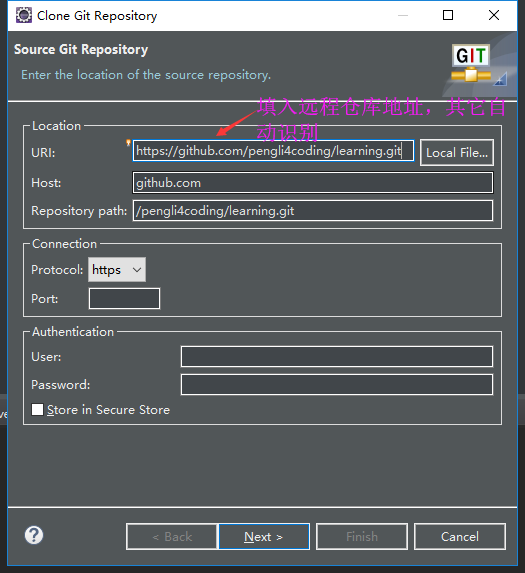 Clone Git Repository
Source Git Repository
Enter the location of the source repository.
GIT
填入远程仓库地址，其它自
动识别
Location
URI:
https://github.com/pengli4coding/learning.git
Local File...
Host:
github.com
Repository path:
/pengli4coding/learning.git
Connection
Protocol:
https
Port:
Authentication
User:
Password:
Store in Secure Store
ve
?
< Back
Next >
Finish
Cancel